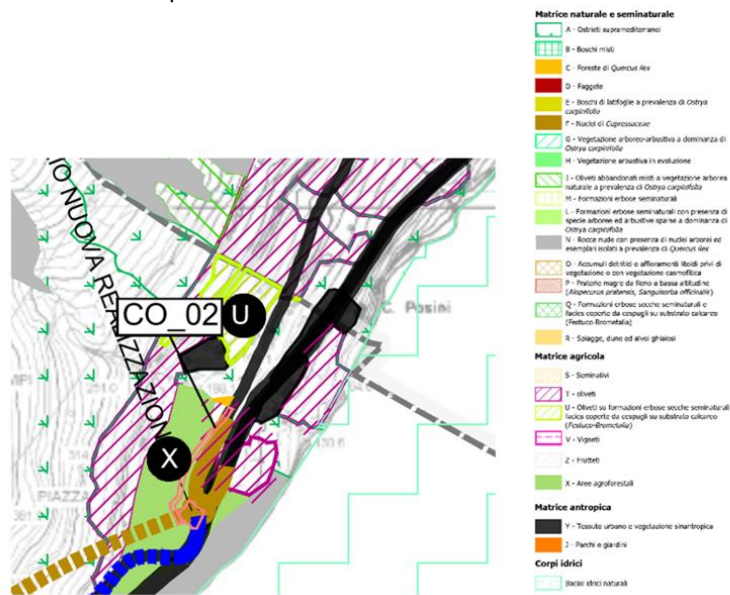 Matrice naturale e seminaturale
A - Ostrieti supramediterranei
B - Boschi misti
C - Foreste di Quercus ilex
D - Faggete
E - Boschi di latifoglie a prevalenza di Ostrya
carpinifolia
F - Nuclei di Cupressaceae
G - Vegetazione arboreo-arbustiva a dominanza di
Ostrya carpinifolia
H - Vegetazione arbustiva in evoluzione
I - Oliveti abbandonati misti a vegetazione arborea
naturale a prevalenza di Ostrya carpinifolia
M - Formazioni erbose seminaturali
L - Formazioni erbose seminaturali con presenza di
specie arboree ed arbustive sparse a dominanza di
Ostrya carpinifolia
N - Rocce nude con presenza di nuclei arborei ed
esemplari isolati a prevalenza di Quercus ilex
O - Accumuli detritici e affioramenti litoidi privi di
vegetazione o con vegetazione casmofitica
P - Praterie magre da fieno a bassa altitudine
(Alopecurus pratensis, Sanguisorba officinalis)
Q - Formazioni erbose secche seminaturali e
facies coperte da cespugli su substrato calcareo
(Festuco-Brometalia)
R - Spiagge, dune ed alvei ghiaiosi
Matrice agricola
S - Seminativi
T - oliveti
U - Oliveti su formazioni erbose secche seminaturali
facies coperte da cespugli su substrato calcareo
(Festuco-Brometalia)
V - Vigneti
Z - Frutteti
X - Aree agroforestali
Matrice antropica
Y - Tessuto urbano e vegetazione sinantropica
J - Parchi e giardini
Corpi idrici
Bacini idrici naturali
IO NUOVA REALIZZAZION
CO_02
U
C. Posini
X
PIAZZA
130.6